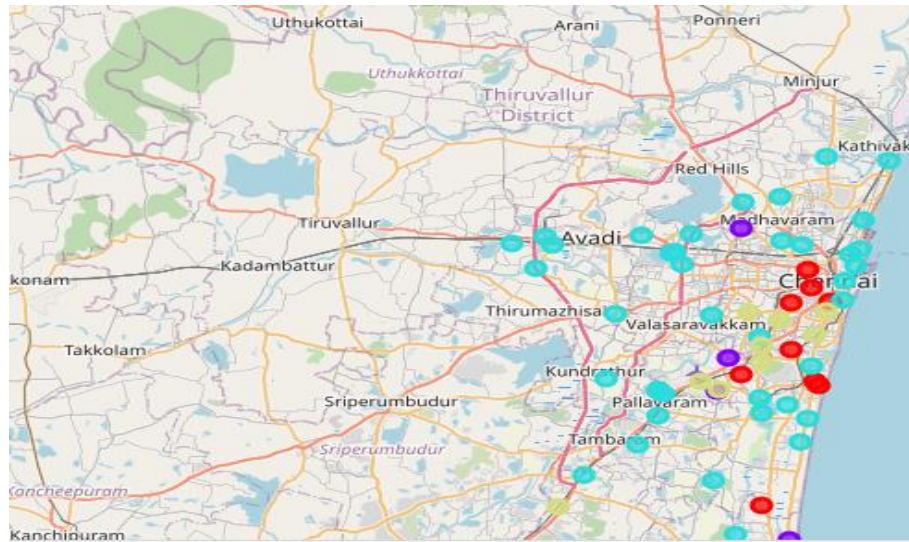 Uthukottai
Arani
Ponneri
Uthukkottai
Minjur
Thiruvallur
District
Kathivak
Red Hills
Madhavaram
Tiruvallur
Avadi
konam
Kadambattur
Chennai
Thirumazhisa
Valasaravakkam
Takkolam
Kundrathur
Sriperumbudur
Pallavaram
Tambaram
Sriperumbudur
Kancheepuram
Kanchipuram